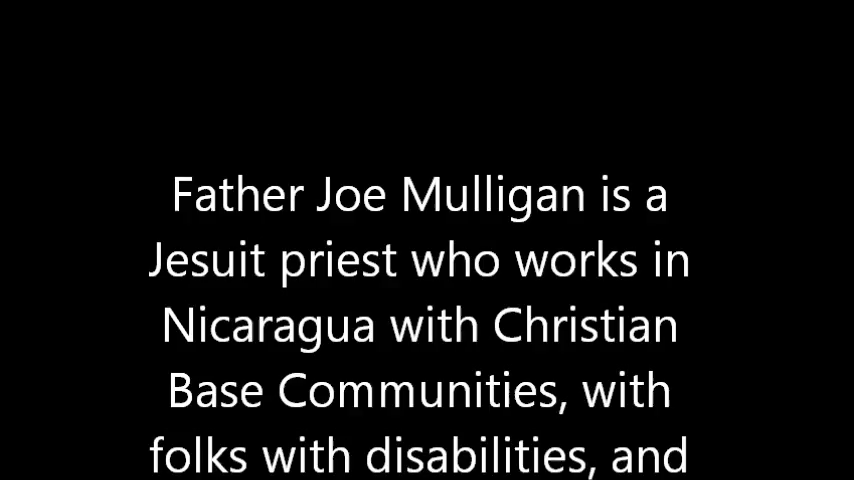 Father Joe Mulligan is a
Jesuit priest who works in
Nicaragua with Christian
Base Communities, with
folks with disabilities, and